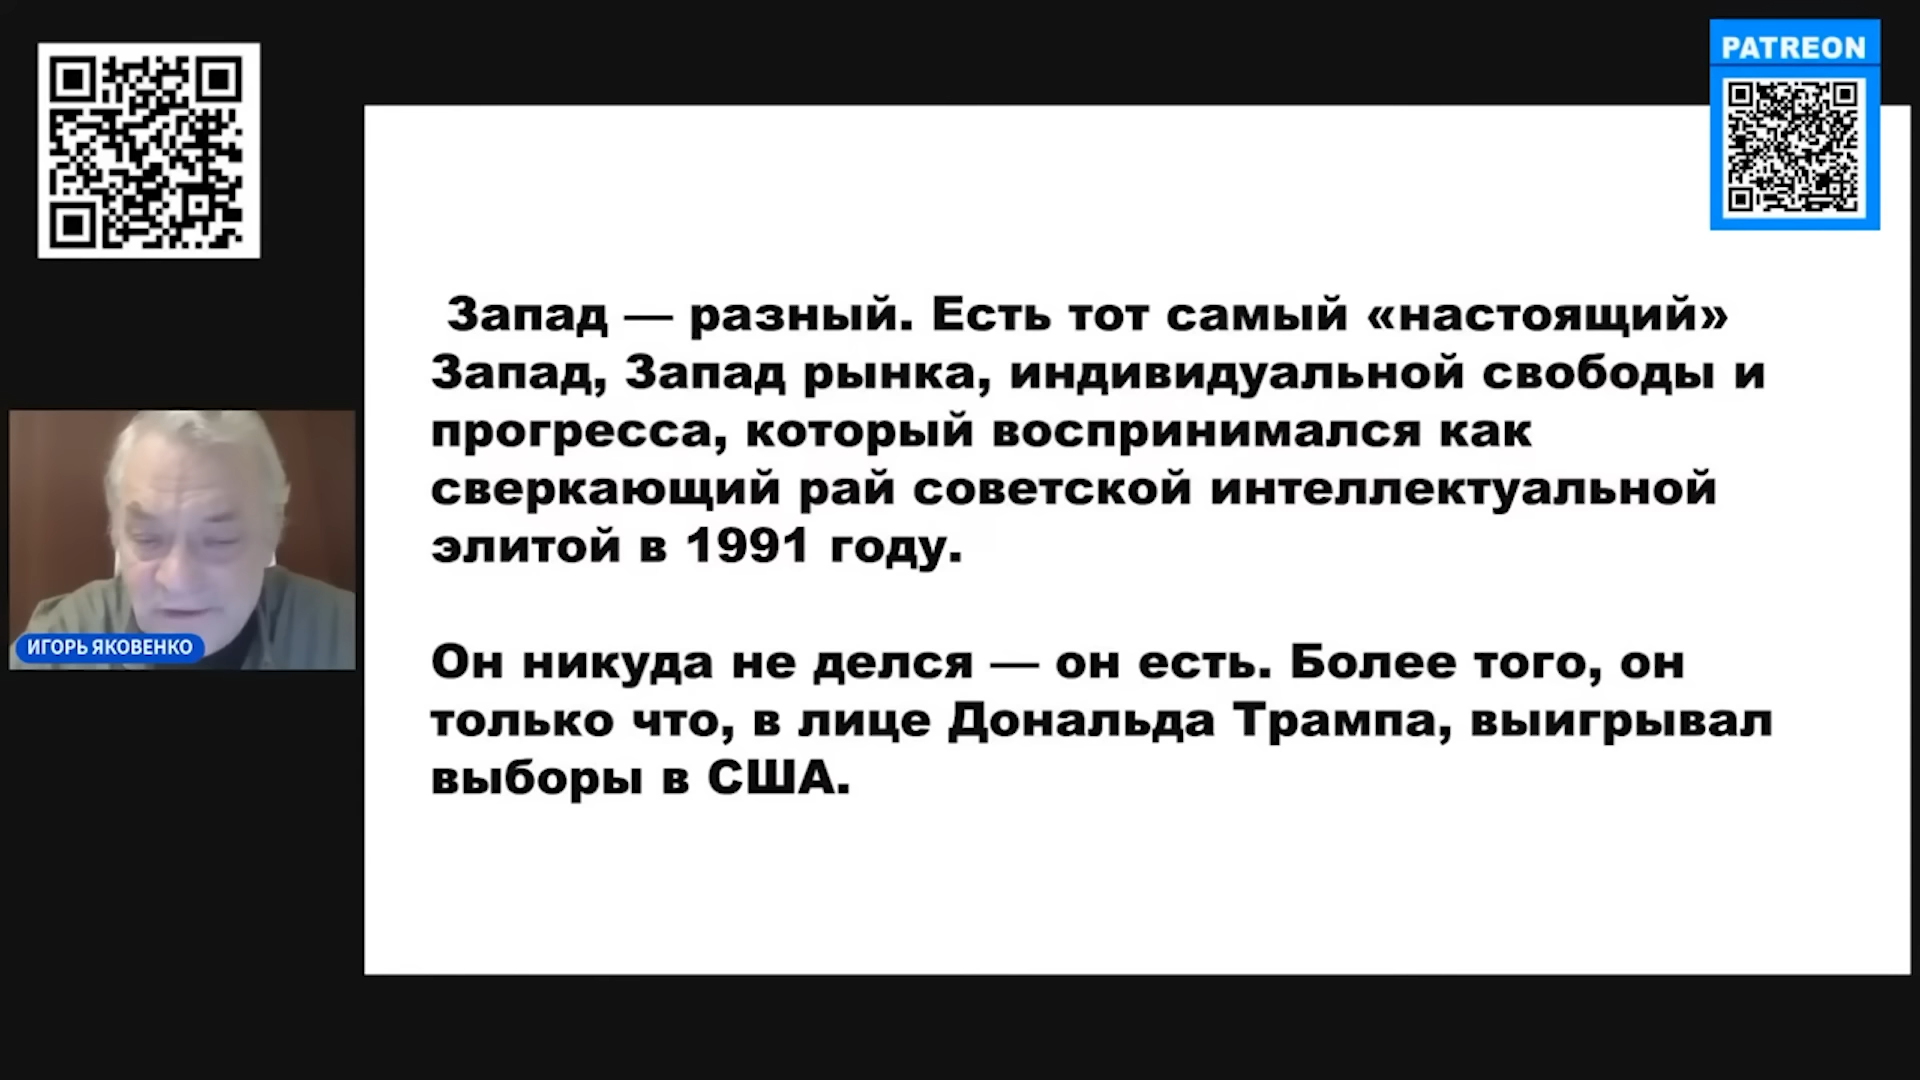 PATREON
Запад — разный. Есть тот самый «настоящий»
Запад, Запад рынка, индивидуальной свободы и
прогресса, который воспринимался как
сверкающий рай советской интеллектуальной
элитой в 1991 году.
Он никуда не делся — он есть. Более того, он
только что, в лице Дональда Трампа, выигрывал
выборы в США.
ИГОРЬ ЯКОВЕНКО